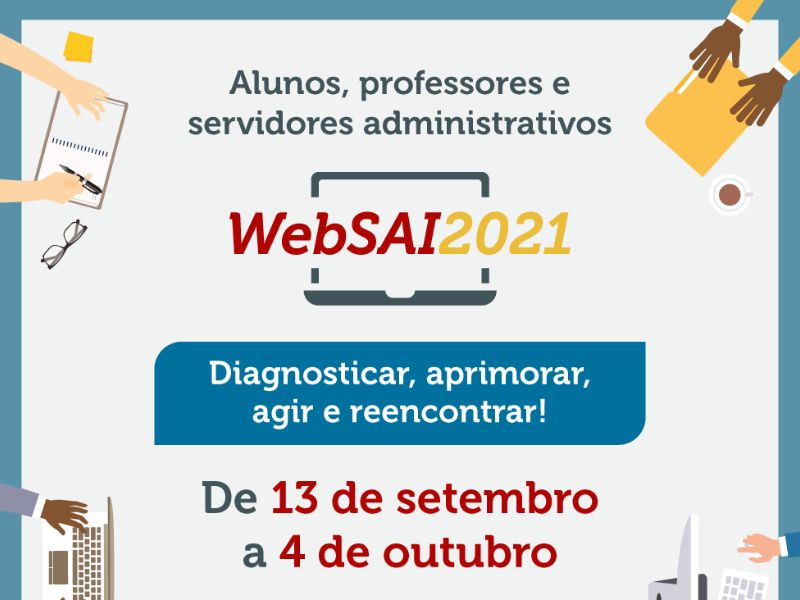 Alunos, professores e
servidores administrativos
WebSAI2021
Diagnosticar, aprimorar,
agir e reencontrar!
De 13 de setembro
a 4 de outubro